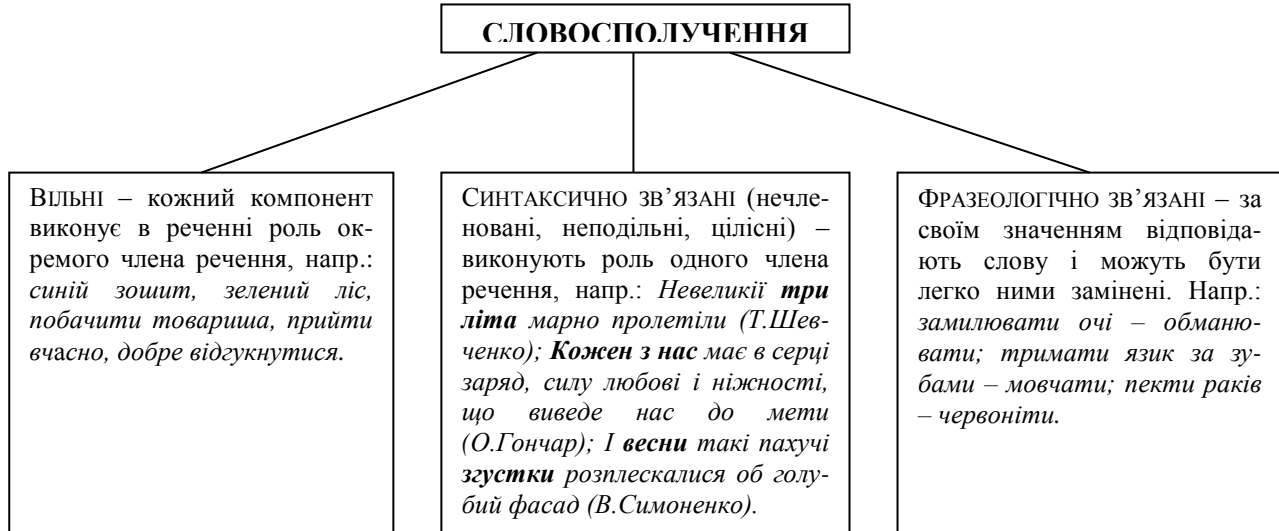 СЛОВОСПОЛУЧЕННЯ
ВІЛЬНІ – кожний компонент
виконує в реченні роль ок-
ремого члена речення, напр.:
синій зошит, зелений ліс,
побачити товариша, прийти
вчасно, добре відгукнутися.
СИНТАКСИЧНО ЗВ’ЯЗАНІ (нечле-
новані, неподільні, цілісні) –
виконують роль одного члена
речення, напр.: Невеликії три
літа марно пролетіли (Т.Шев-
ченко); Кожен з нас має в серці
заряд, силу любові і ніжності,
що виведе нас до мети
(О.Гончар); І весни такі пахучі
згустки розплескалися об голу-
бий фасад (В.Симоненко).
ФРАЗЕОЛОГІЧНО ЗВ’ЯЗАНІ – за
своїм значенням відповіда-
ють слову і можуть бути
легко ними замінені. Напр.:
замилювати очі – обманю-
вати; тримати язик за зу-
бами – мовчати; пекти раків
– червоніти.